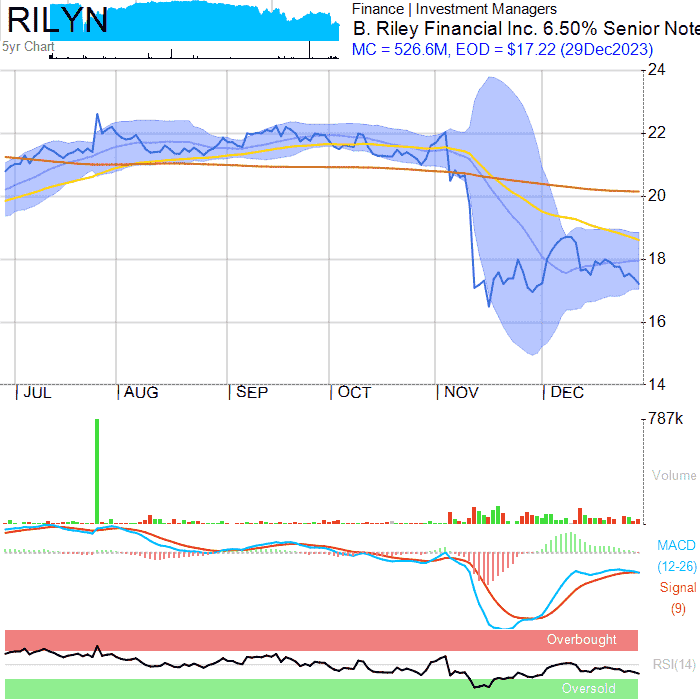 RILYN
5yr Chart
Finance | Investment Managers
B. Riley Financial Inc. 6.50% Senior Note
MC = 526.6M, EOD = $17.22 (29Dec2023)
24
22
20
18
16
14
JUL AUG SEP OCT NOV DEC
787k
Volume
MACD
(12-26)
Signal
(9)
Overbought
RSI(14)
Oversold